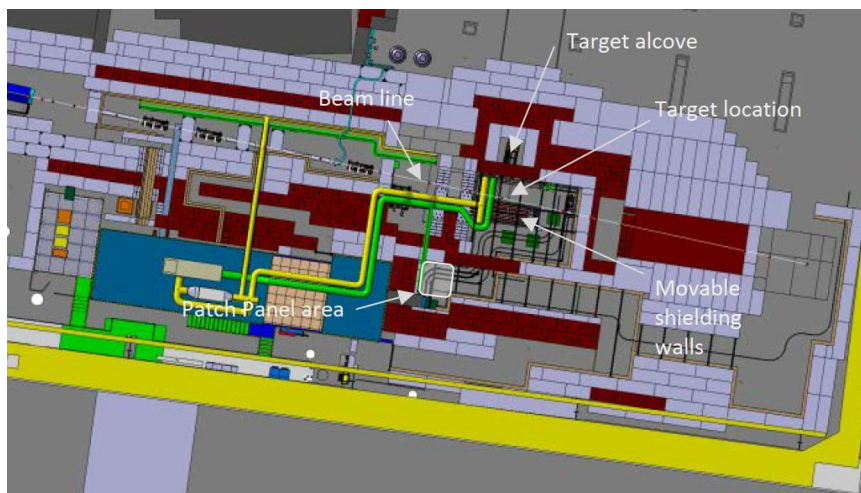 Target alcove
Beam line
Target location
Patch Panel area
Movable
shielding
walls